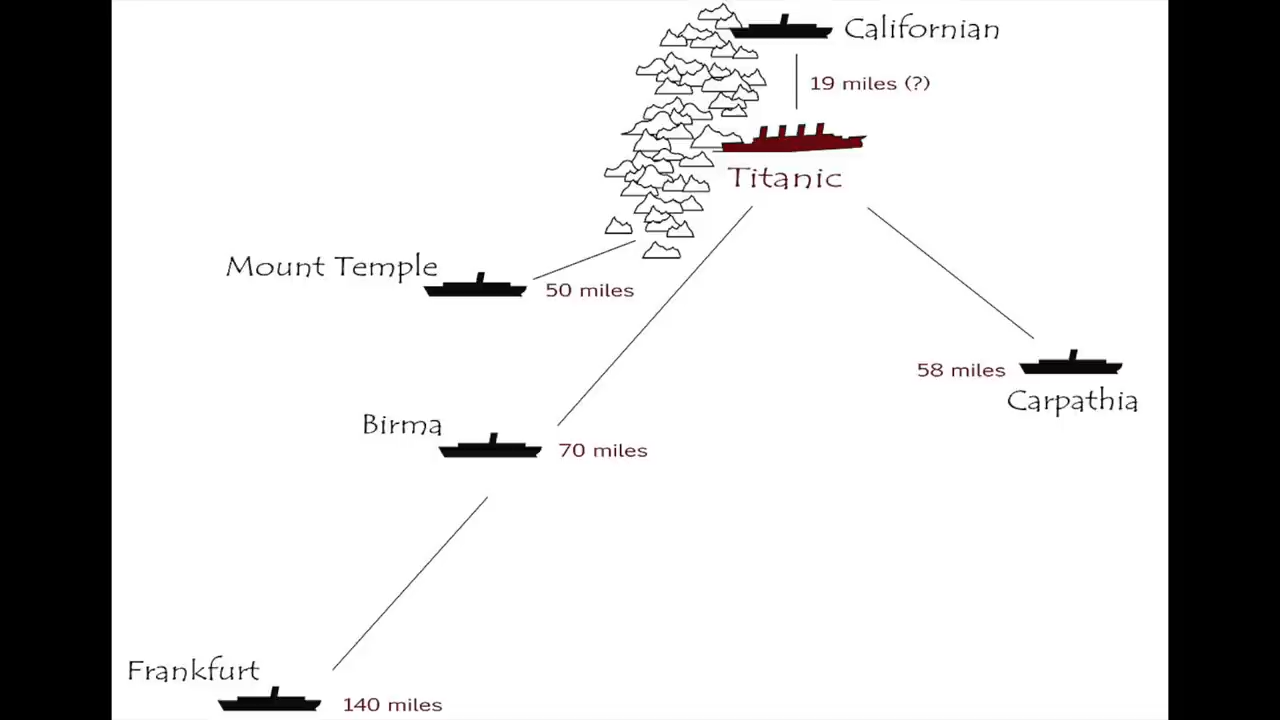 Californian
19 miles (?)
Titanic
Mount Temple
50 miles
58 miles
Carpathia
Birma
70 miles
Frankfurt
140 miles